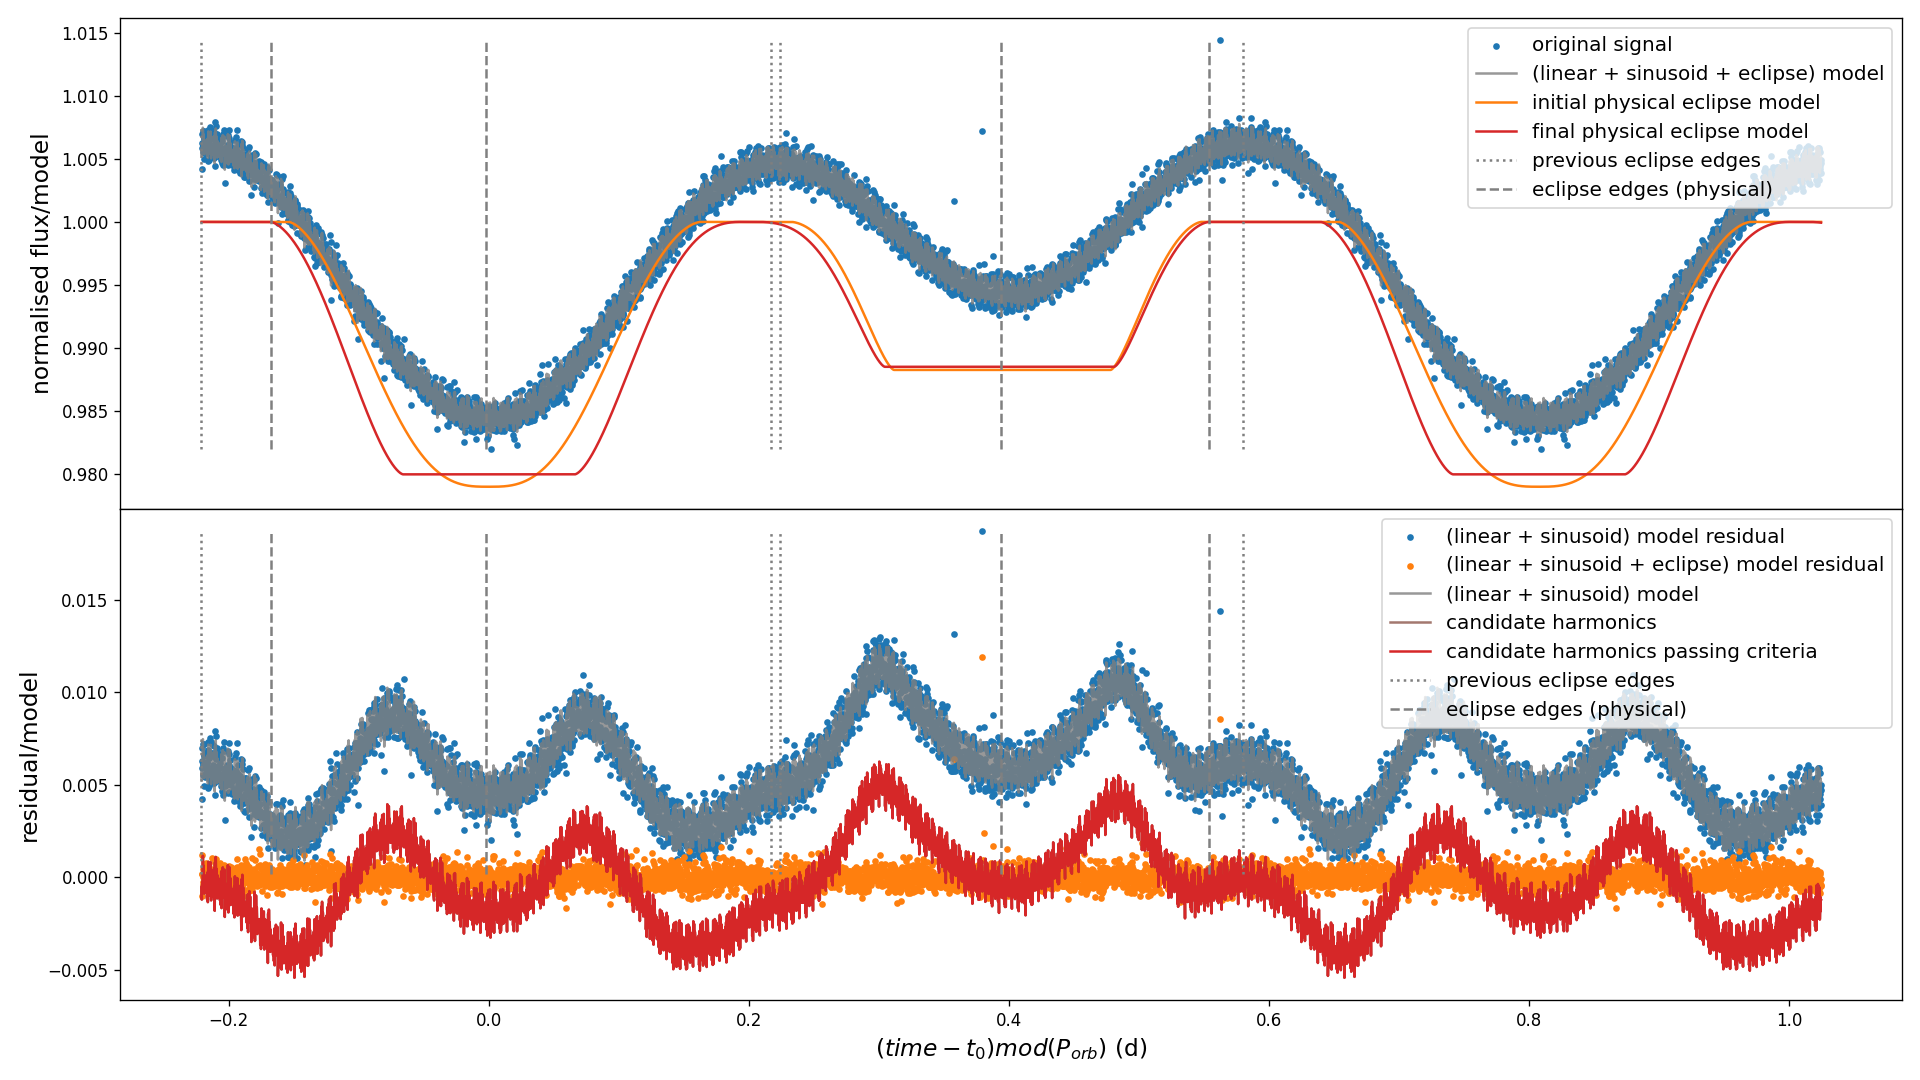 normalised flux/model
1.015
1.010
1.005
1.000
0.995
0.990
0.985
0.980
original signal
(linear + sinusoid + eclipse) model
initial physical eclipse model
final physical eclipse model
previous eclipse edges
eclipse edges (physical)
residual/model
0.015
0.010
0.005
0.000
−0.005
(linear + sinusoid) model residual
(linear + sinusoid + eclipse) model residual
(linear + sinusoid) model
candidate harmonics
candidate harmonics passing criteria
previous eclipse edges
eclipse edges (physical)
−0.2 0.0 0.2 0.4 0.6 0.8 1.0
(time − t₀)mod(P_orb) (d)